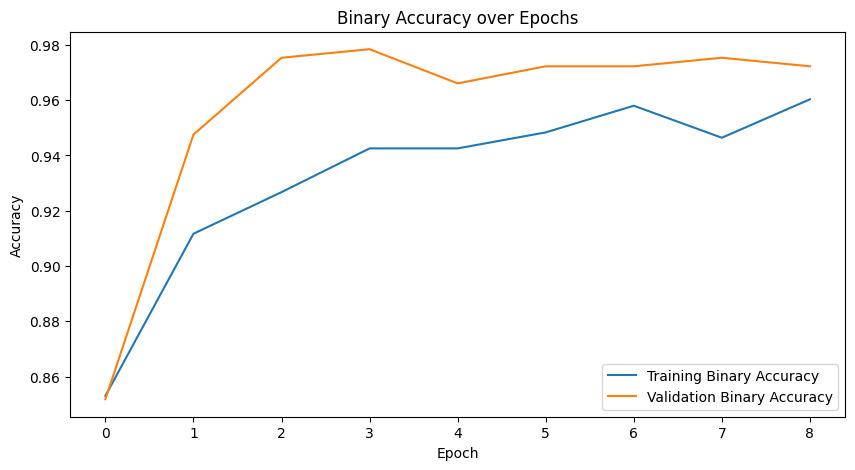 Binary Accuracy over Epochs
Accuracy
0.98
0.96
0.94
0.92
0.90
0.88
0.86
Training Binary Accuracy
Validation Binary Accuracy
0 1 2 3 4 5 6 7 8
Epoch